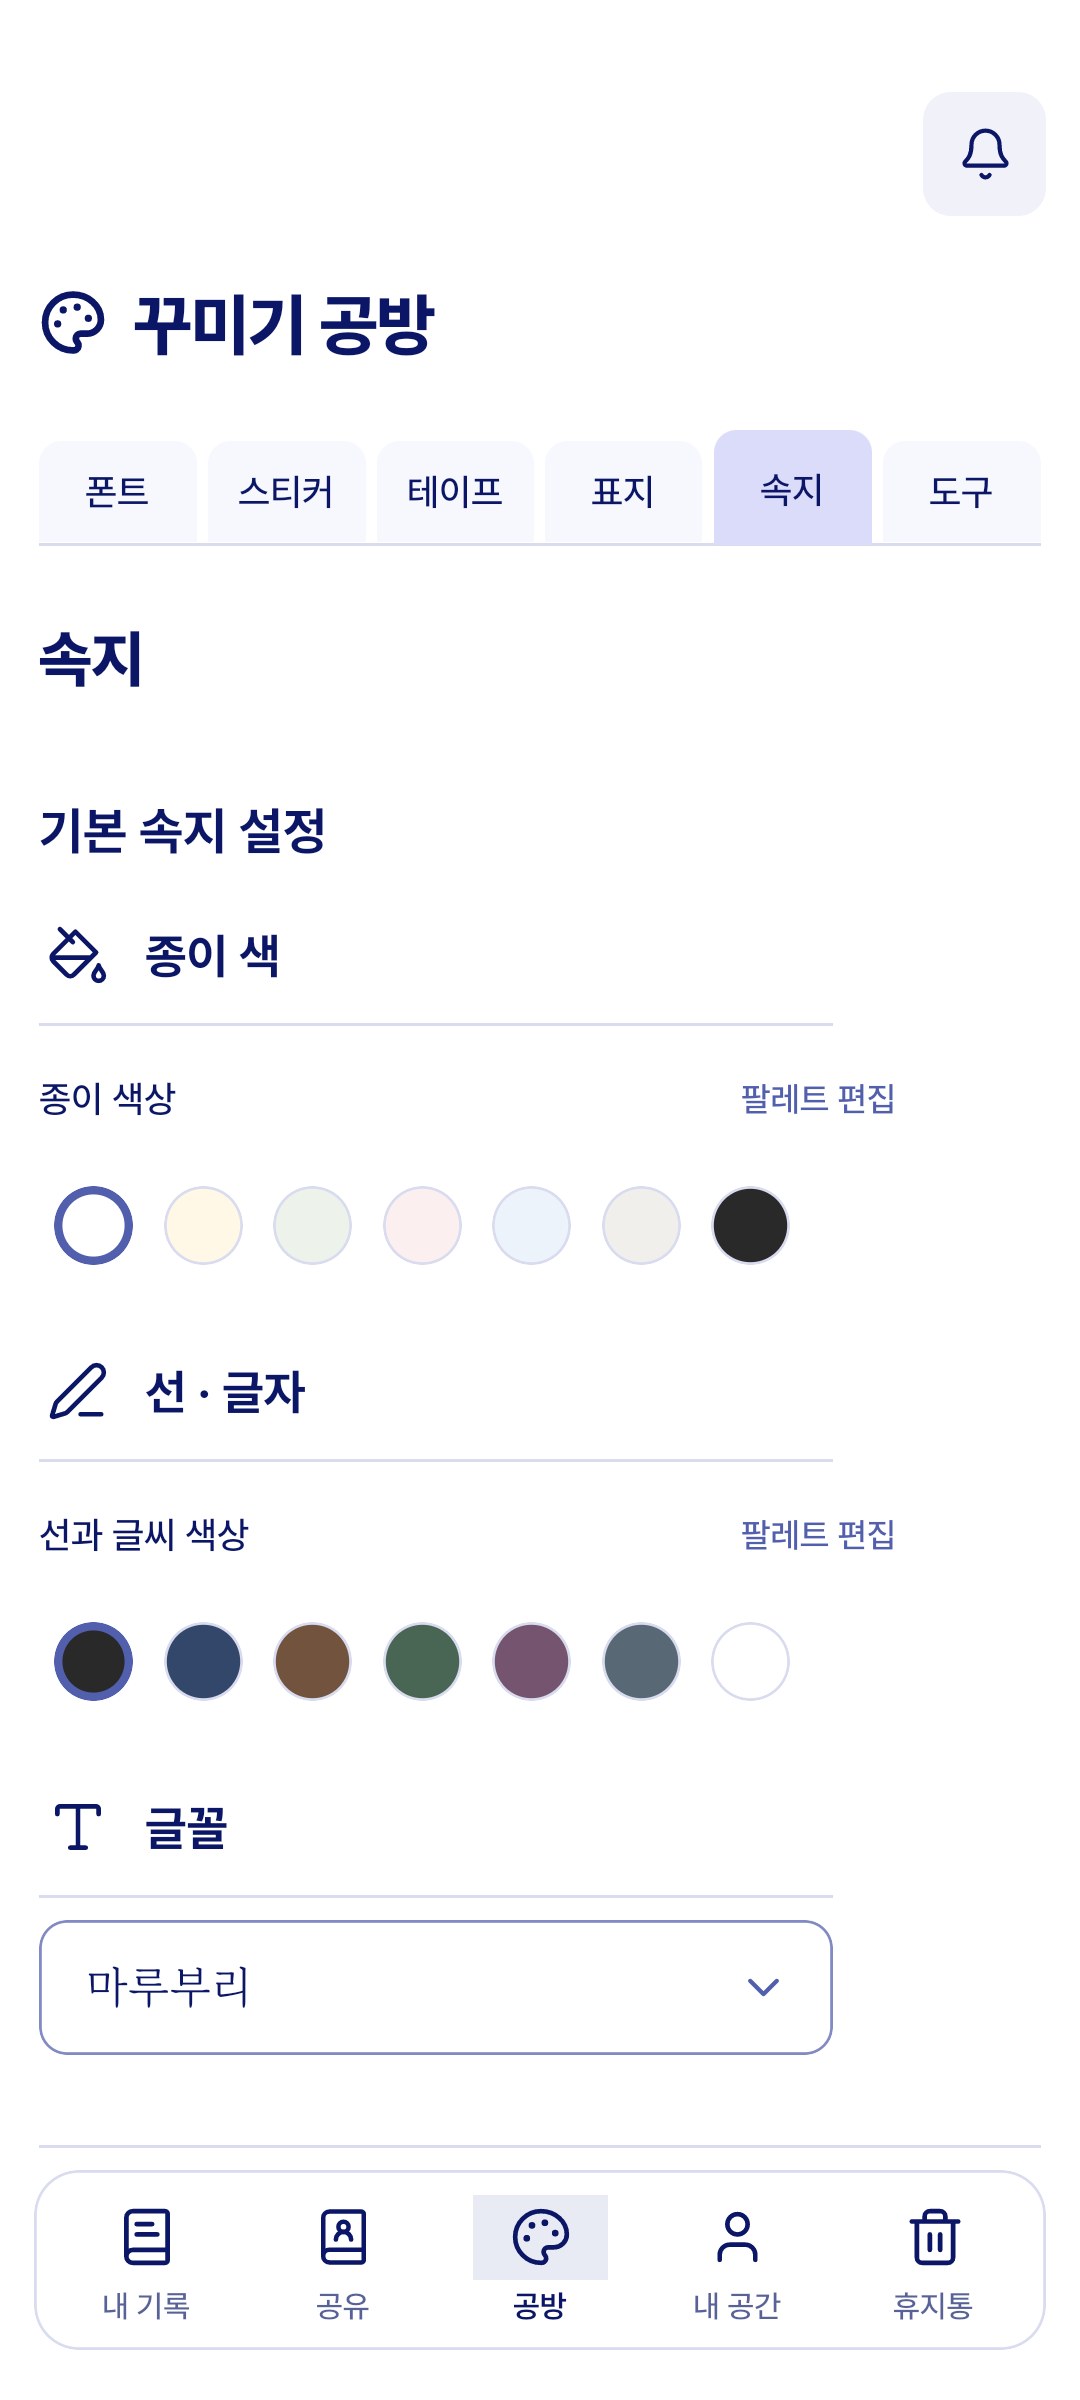 꾸미기 공방
폰트 스티커 테이프 표지 속지 도구
속지
기본 속지 설정
종이 색
종이 색상 팔레트 편집
선 · 글자
선과 글씨 색상 팔레트 편집
글꼴
마루부리
내 기록 공유 공방 내 공간 휴지통